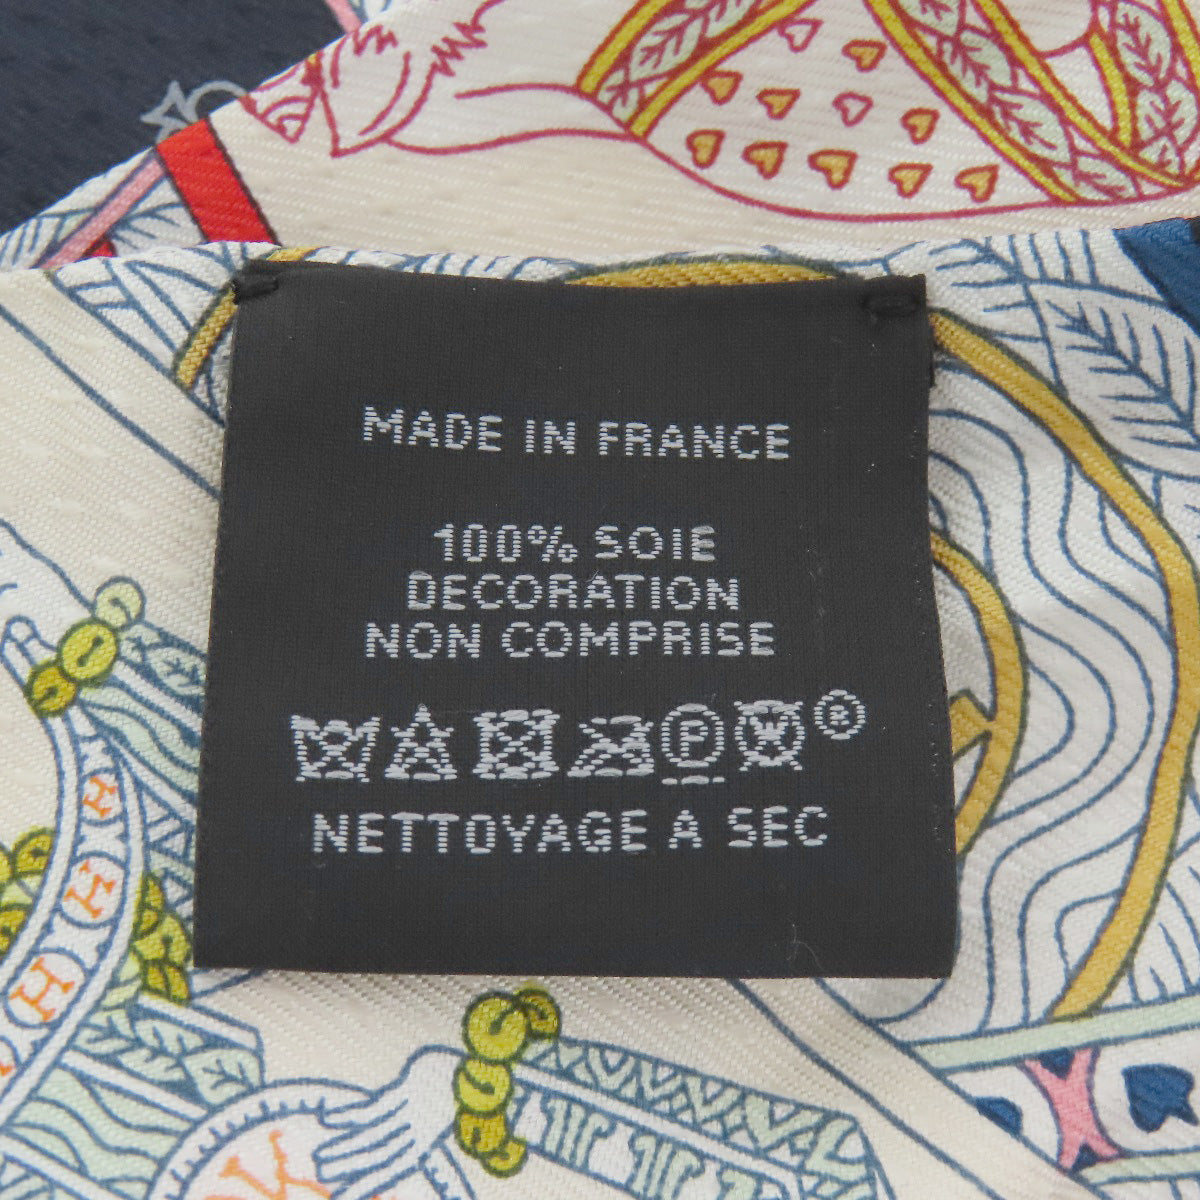 MADE IN FRANCE
100% SOIE
DECORATION
NON COMPRISE
P W ®
NETTOYAGE A SEC
H
H
H
K